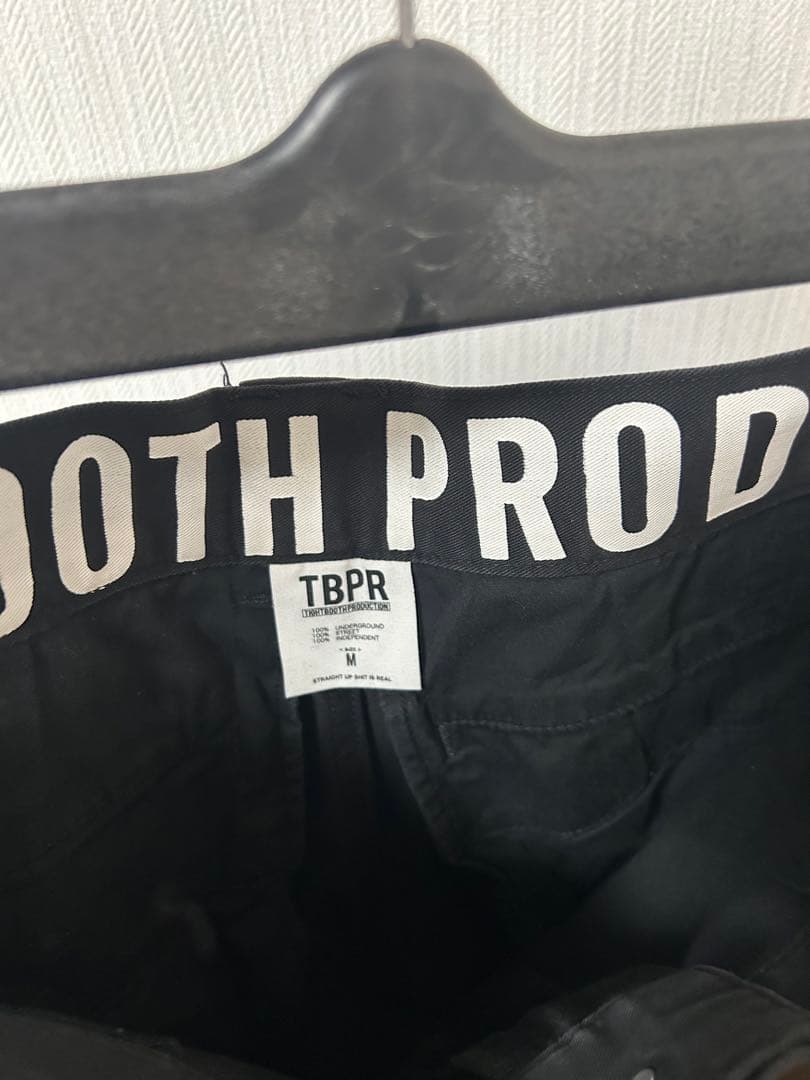 OOTH PROD
TBPR
TIGHTBOOTHPRODUCTION
100% UNDERGROUND
100% STREET
100% INDEPENDENT
- SIZE -
M
STRAIGHT UP SHIT IS REAL